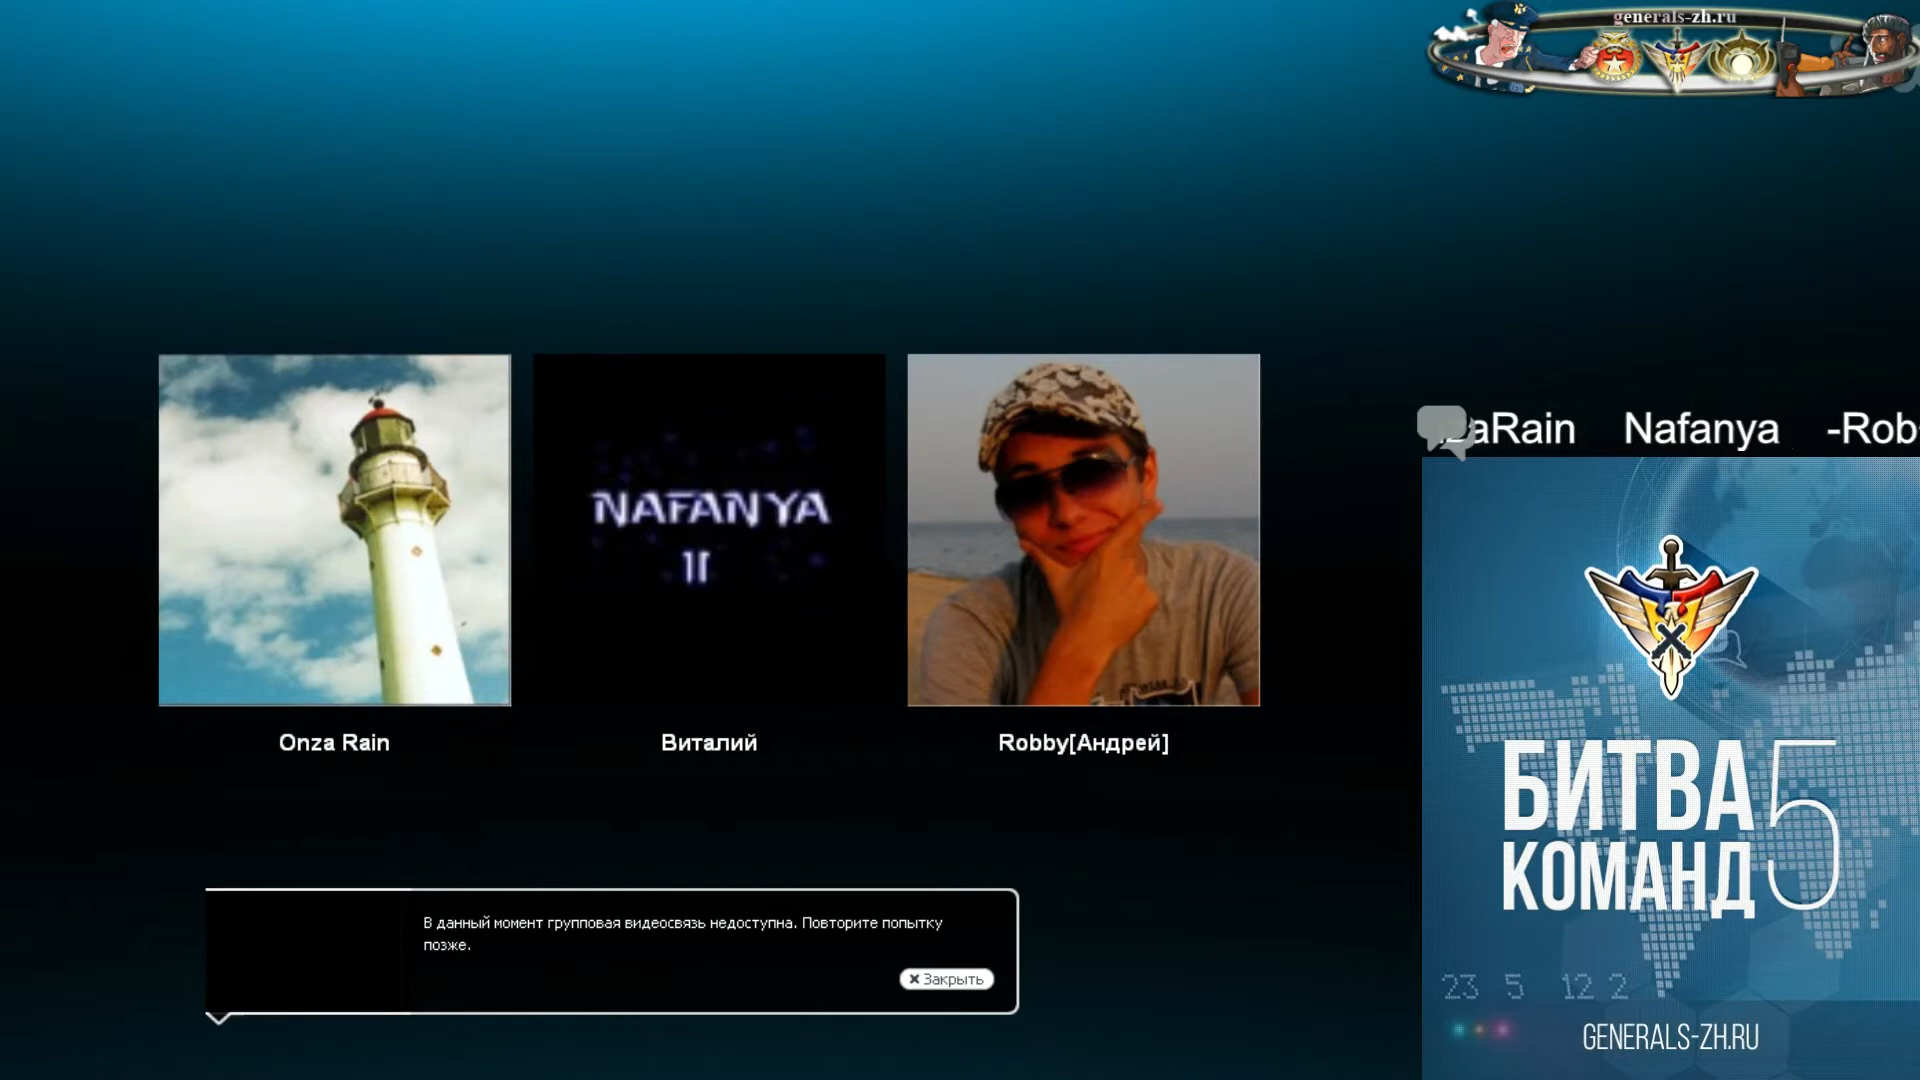 generals-zh.ru
aRain Nafanya -Rob
NAFANYA
Onza Rain
Виталий
Robby[Андрей]
В данный момент групповая видеосвязь недоступна. Повторите попытку
позже.
Закрыть
БИТВА
КОМАНД 5
23 5 12 2
GENERALS-ZH.RU